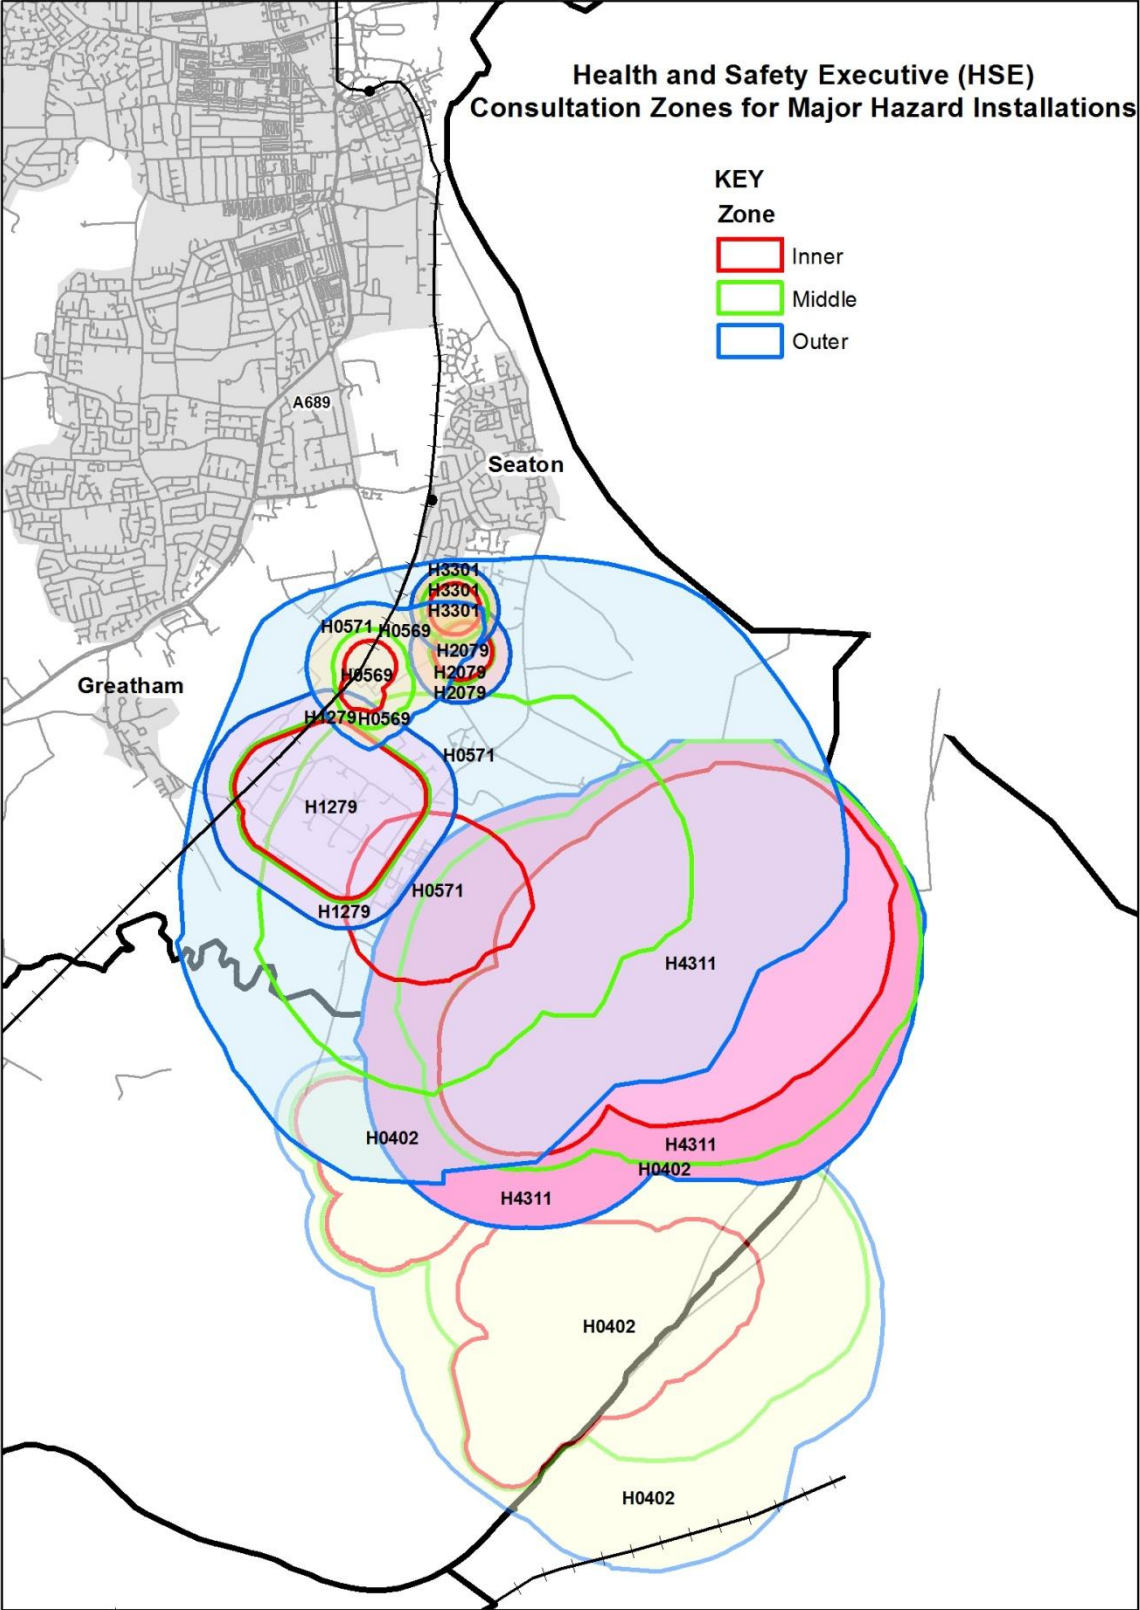 Health and Safety Executive (HSE)
Consultation Zones for Major Hazard Installations
KEY
Zone
Inner
Middle
Outer
A689
Seaton
H3301
H3301
H3301
H0571
H0569
H2079
H0569
H2079
Greatham
H2079
H1279
H0569
H0571
H1279
H0571
H1279
H4311
H0402
H4311
H0402
H4311
H0402
H0402